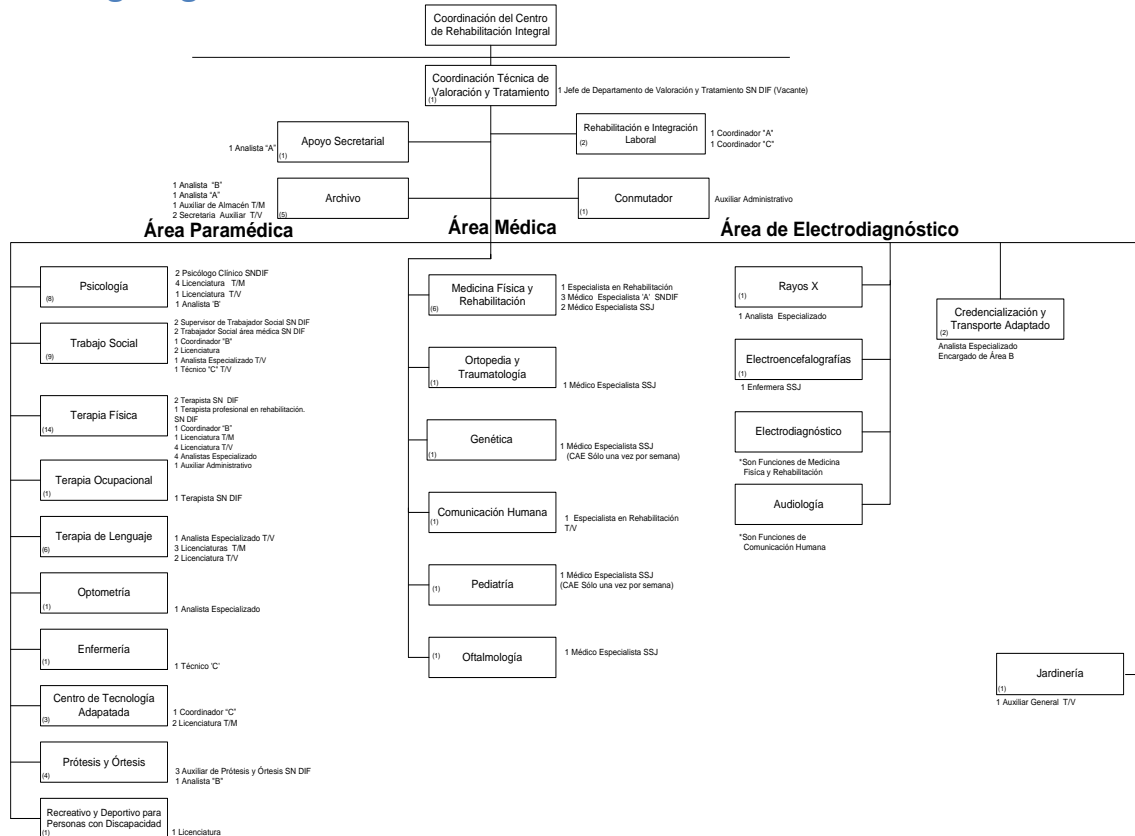 Coordinación del Centro
de Rehabilitación Integral
Coordinación Técnica de
Valoración y Tratamiento
(1)
1 Jefe de Departamento de Valoración y Tratamiento SN DIF (Vacante)
1 Analista "A"
Apoyo Secretarial
(1)
Rehabilitación e Integración
Laboral
(2)
1 Coordinador "A"
1 Coordinador "C"
1 Analista "B"
1 Analista "A"
1 Auxiliar de Almacén T/M
2 Secretaria Auxiliar T/V
Archivo
(5)
Conmutador
(1)
Auxiliar Administrativo
Área Paramédica
Psicología
(8)
2 Psicólogo Clínico SNDIF
4 Licenciatura T/M
1 Licenciatura T/V
1 Analista 'B'
Trabajo Social
(9)
2 Supervisor de Trabajador Social SN DIF
2 Trabajador Social área médica SN DIF
1 Coordinador "B"
2 Licenciatura
1 Analista Especializado T/V
1 Técnico "C" T/V
Terapia Física
(14)
2 Terapista SN DIF
1 Terapista profesional en rehabilitación.
SN DIF
1 Coordinador "B"
1 Licenciatura T/M
4 Licenciatura T/V
4 Analistas Especializado
1 Auxiliar Administrativo
Terapia Ocupacional
(1)
1 Terapista SN DIF
Terapia de Lenguaje
(6)
1 Analista Especializado T/V
3 Licenciaturas T/M
2 Licenciatura T/V
Optometría
(1)
1 Analista Especializado
Enfermería
(1)
1 Técnico 'C'
Centro de Tecnología
Adapatada
(3)
1 Coordinador "C"
2 Licenciatura T/M
Prótesis y Órtesis
(4)
3 Auxiliar de Prótesis y Órtesis SN DIF
1 Analista "B"
Recreativo y Deportivo para
Personas con Discapacidad
(1)
1 Licenciatura
Área Médica
Medicina Física y
Rehabilitación
(6)
1 Especialista en Rehabilitación
3 Médico Especialista 'A' SNDIF
2 Médico Especialista SSJ
Ortopedia y
Traumatología
(1)
1 Médico Especialista SSJ
Genética
(1)
1 Médico Especialista SSJ
(CAE Sólo una vez por semana)
Comunicación Humana
(1)
1 Especialista en Rehabilitación
T/V
Pediatría
(1)
1 Médico Especialista SSJ
(CAE Sólo una vez por semana)
Oftalmología
(1)
1 Médico Especialista SSJ
Área de Electrodiagnóstico
Rayos X
(1)
1 Analista Especializado
Electroencefalografías
(1)
1 Enfermera SSJ
Electrodiagnóstico
*Son Funciones de Medicina
Fisíca y Rehabilitación
Audiología
*Son Funciones de
Comunicación Humana
Credencialización y
Transporte Adaptado
(2)
Analista Especializado
Encargado de Área B
Jardinería
(1)
1 Auxiliar General T/V